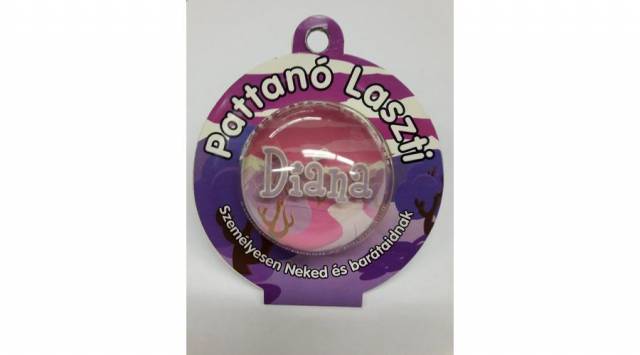 Pattanó Laszti
Diana
Személyesen Neked és barátaidnak